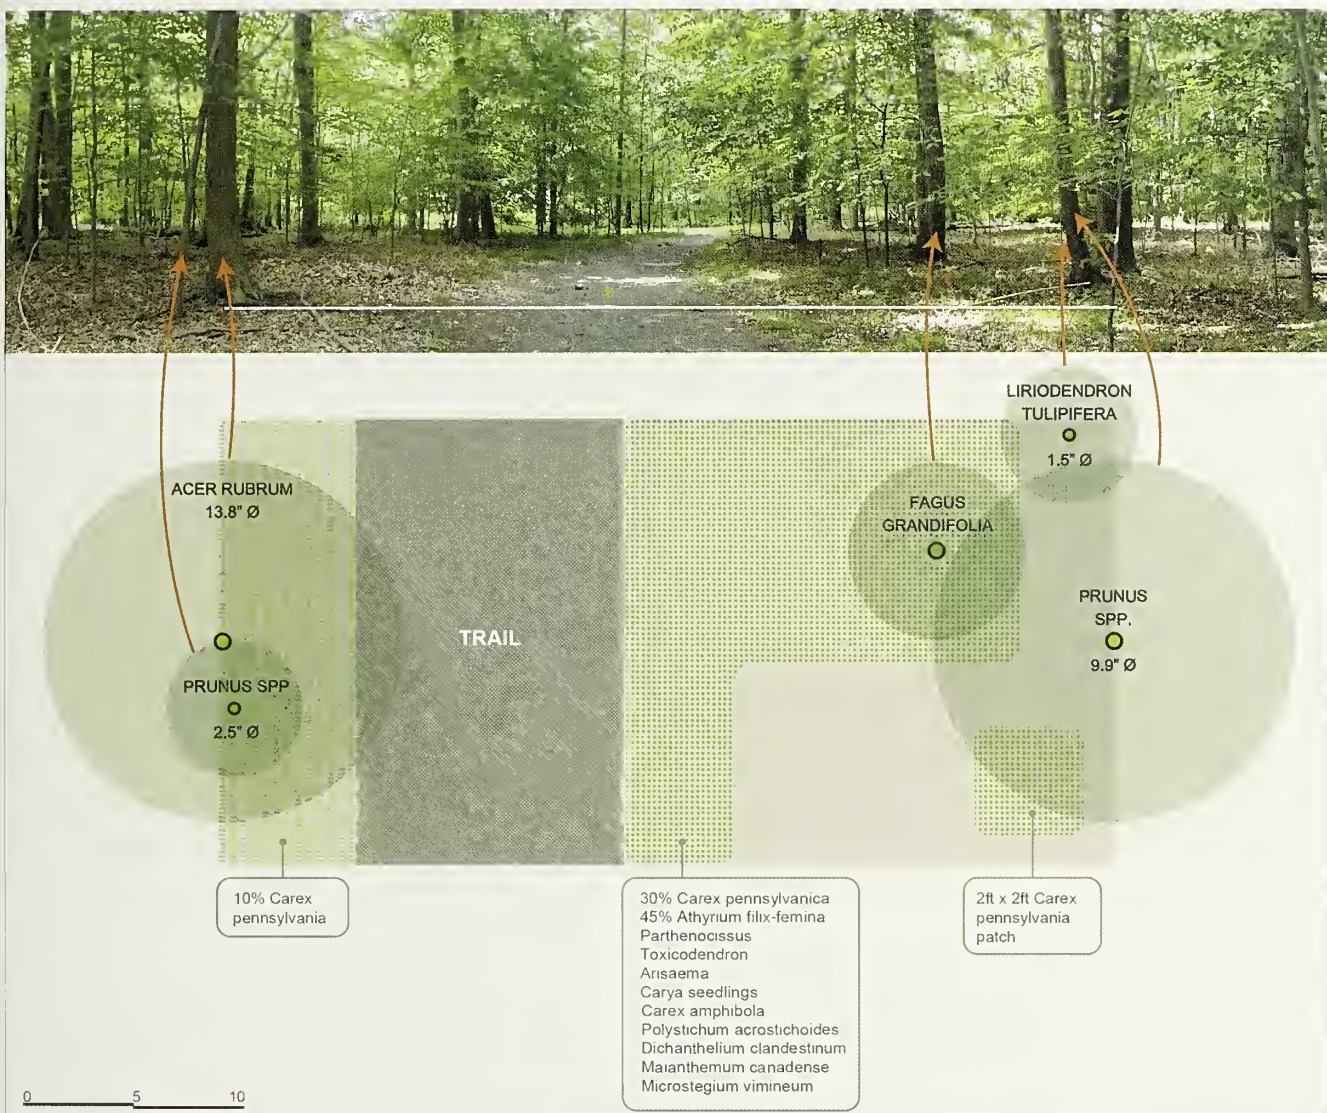 LIRIODENDRON
TULIPIFERA
1.5" Ø
ACER RUBRUM
13.8" Ø
FAGUS
GRANDIFOLIA
PRUNUS
SPP.
9.9" Ø
TRAIL
PRUNUS SPP
2.5" Ø
10% Carex
pennsylvania
30% Carex pennsylvanica
45% Athyrium filix-femina
Parthenocissus
Toxicodendron
Arisaema
Carya seedlings
Carex amphibola
Polystichum acrostichoides
Dichanthelium clandestinum
Maianthemum canadense
Microstegium vimineum
2ft x 2ft Carex
pennsylvania
patch
0 5 10